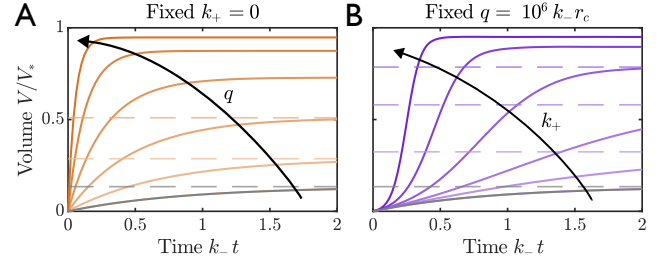 A
Fixed k₊ = 0
Volume V/V*
1
0.5
0
q
0
0.5
1
1.5
2
Time k₋ t
B
Fixed q = 10⁶ k₋ r_c
k₊
0
0.5
1
1.5
2
Time k₋ t